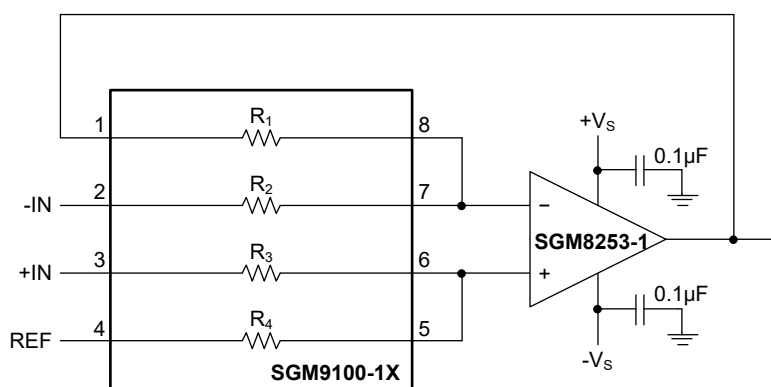 R₁
1 8
+Vₛ
0.1µF
R₂
-IN 2 7
−
SGM8253-1
R₃
+IN 3 6
+
0.1µF
R₄
REF 4 5
-Vₛ
SGM9100-1X